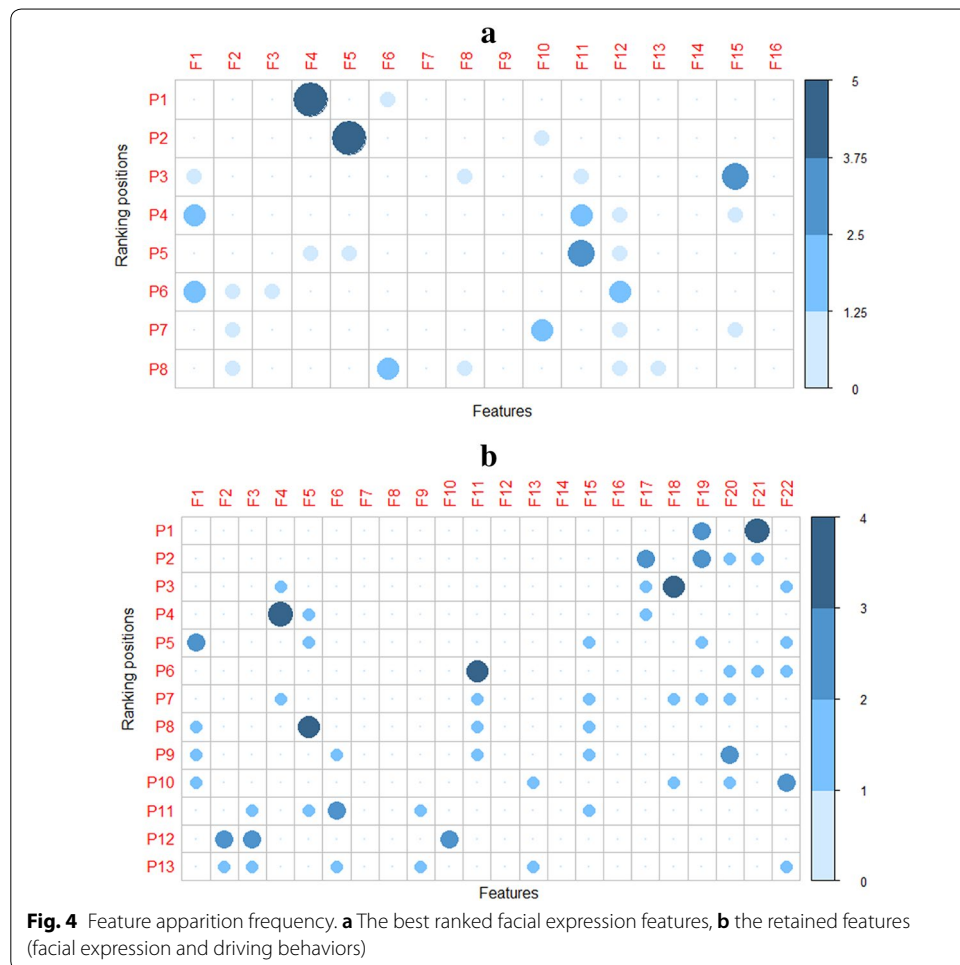 a
F1 F2 F3 F4 F5 F6 F7 F8 F9 F10 F11 F12 F13 F14 F15 F16
P1
P2
P3
P4
P5
P6
P7
P8
Ranking positions
5
3.75
2.5
1.25
0
Features
b
F1 F2 F3 F4 F5 F6 F7 F8 F9 F10 F11 F12 F13 F14 F15 F16 F17 F18 F19 F20 F21 F22
P1
P2
P3
P4
P5
P6
P7
P8
P9
P10
P11
P12
P13
Ranking positions
4
3
2
1
0
Features
Fig. 4 Feature apparition frequency. a The best ranked facial expression features, b the retained features
(facial expression and driving behaviors)